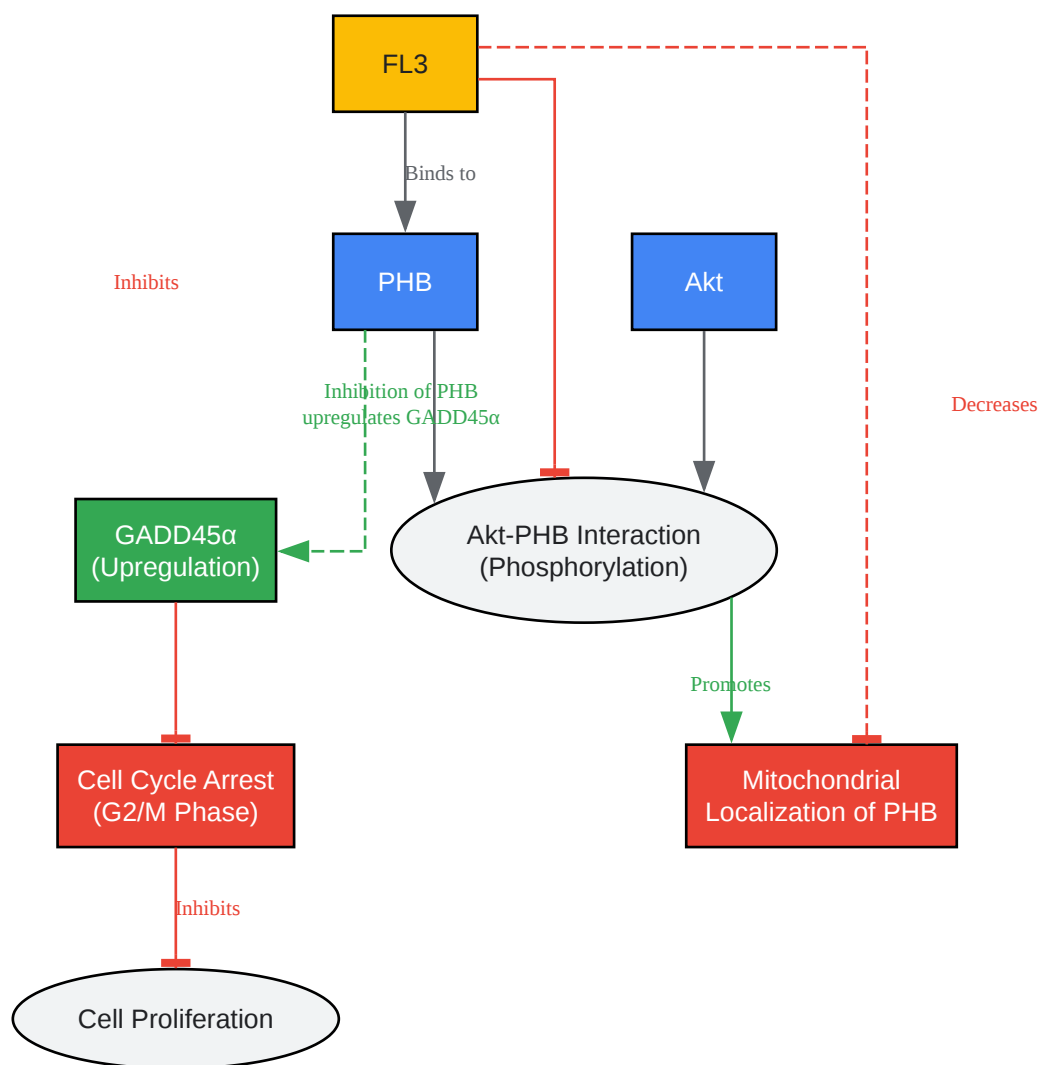 FL3
Binds to
Inhibits
PHB
Akt
Inhibition of PHB
upregulates GADD45α
Decreases
GADD45α
(Upregulation)
Akt-PHB Interaction
(Phosphorylation)
Promotes
Cell Cycle Arrest
(G2/M Phase)
Mitochondrial
Localization of PHB
Inhibits
Cell Proliferation